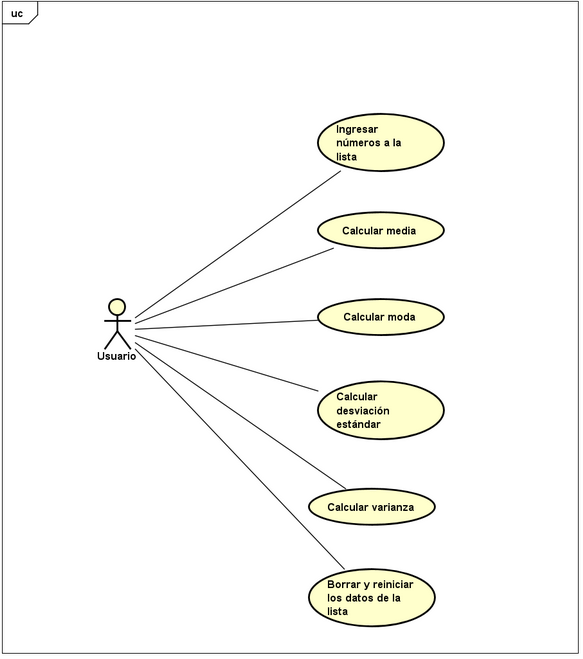 uc
Ingresar
números a la
lista
Calcular media
Calcular moda
Usuario
Calcular
desviación
estándar
Calcular varianza
Borrar y reiniciar
los datos de la
lista